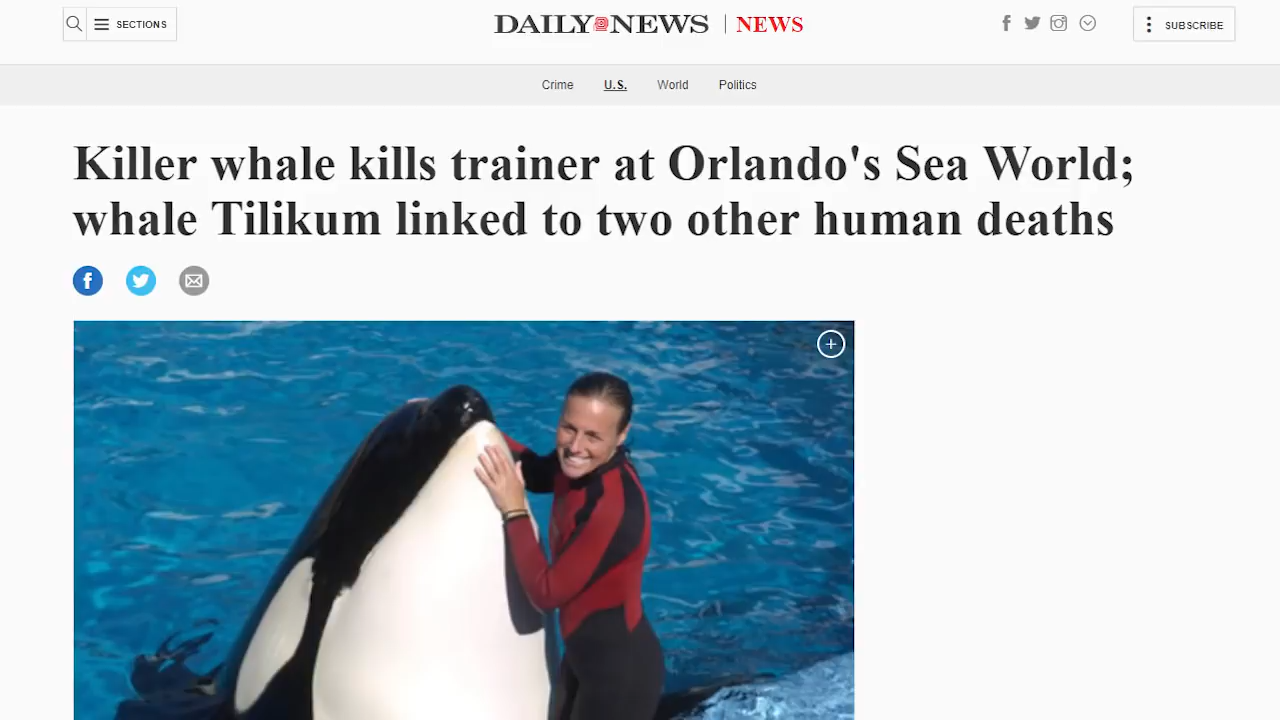 SECTIONS
DAILY NEWS | NEWS
SUBSCRIBE
Crime
U.S.
World
Politics
Killer whale kills trainer at Orlando's Sea World;
whale Tilikum linked to two other human deaths